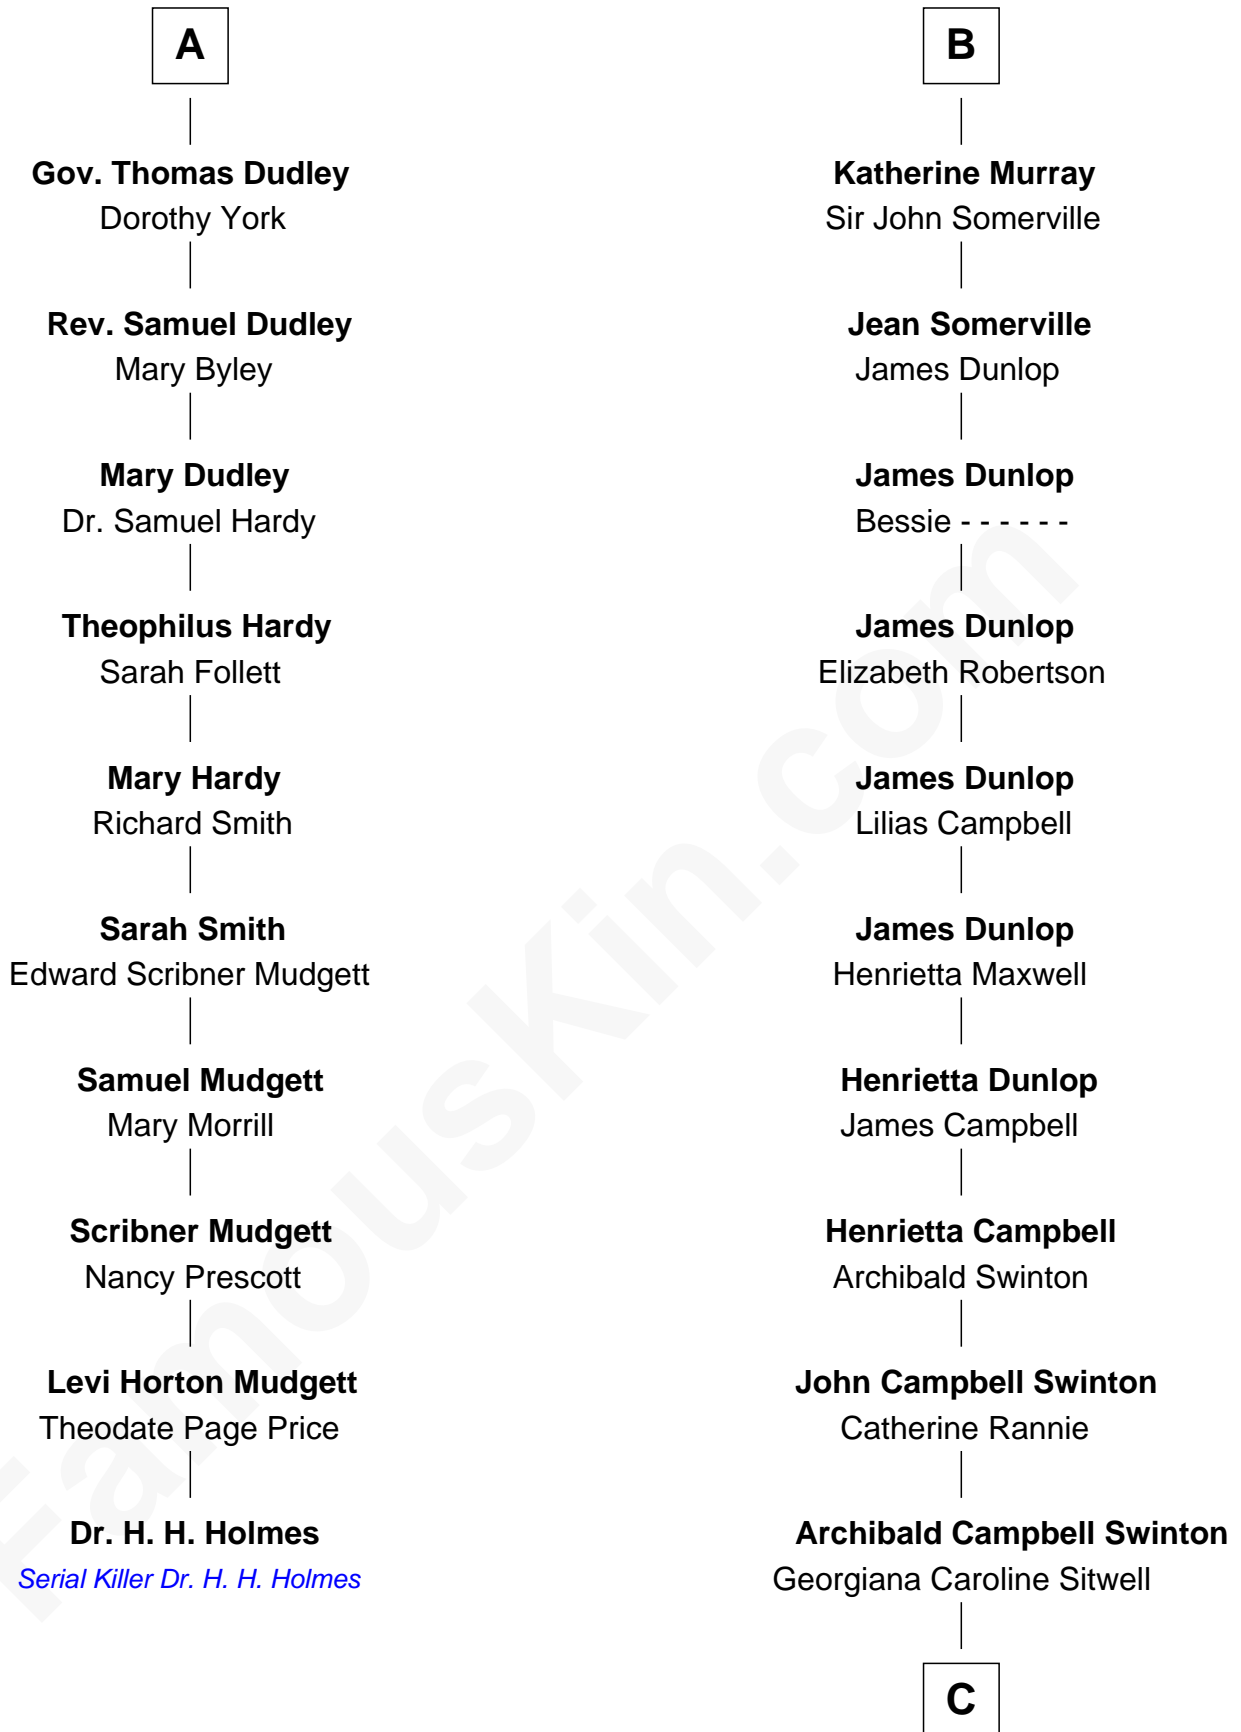 A
Gov. Thomas Dudley
Dorothy York
Rev. Samuel Dudley
Mary Byley
Mary Dudley
Dr. Samuel Hardy
Theophilus Hardy
Sarah Follett
Mary Hardy
Richard Smith
Sarah Smith
Edward Scribner Mudgett
Samuel Mudgett
Mary Morrill
Scribner Mudgett
Nancy Prescott
Levi Horton Mudgett
Theodate Page Price
Dr. H. H. Holmes
Serial Killer Dr. H. H. Holmes
B
Katherine Murray
Sir John Somerville
Jean Somerville
James Dunlop
James Dunlop
Bessie - - - - - -
James Dunlop
Elizabeth Robertson
James Dunlop
Lilias Campbell
James Dunlop
Henrietta Maxwell
Henrietta Dunlop
James Campbell
Henrietta Campbell
Archibald Swinton
John Campbell Swinton
Catherine Rannie
Archibald Campbell Swinton
Georgiana Caroline Sitwell
C
FamousKin.com